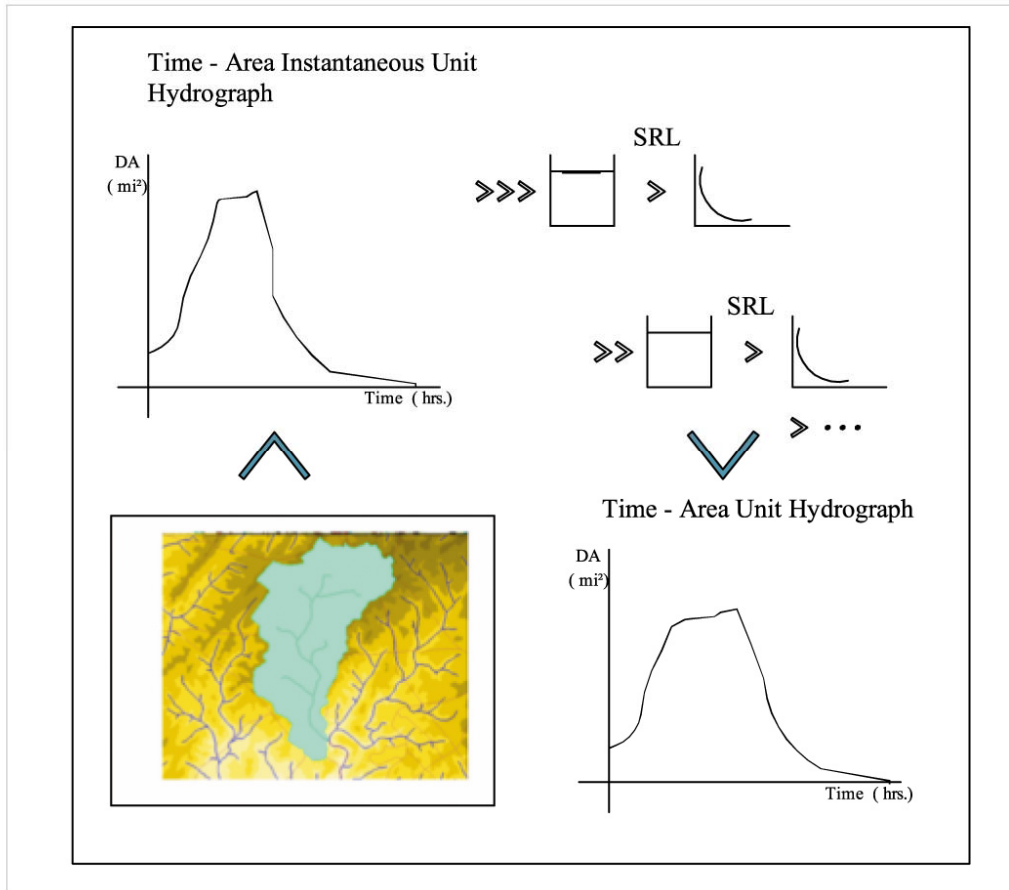 Time - Area Instantaneous Unit
Hydrograph
DA
( mi²)
Time ( hrs.)
SRL
SRL
Time - Area Unit Hydrograph
DA
( mi²)
Time ( hrs.)